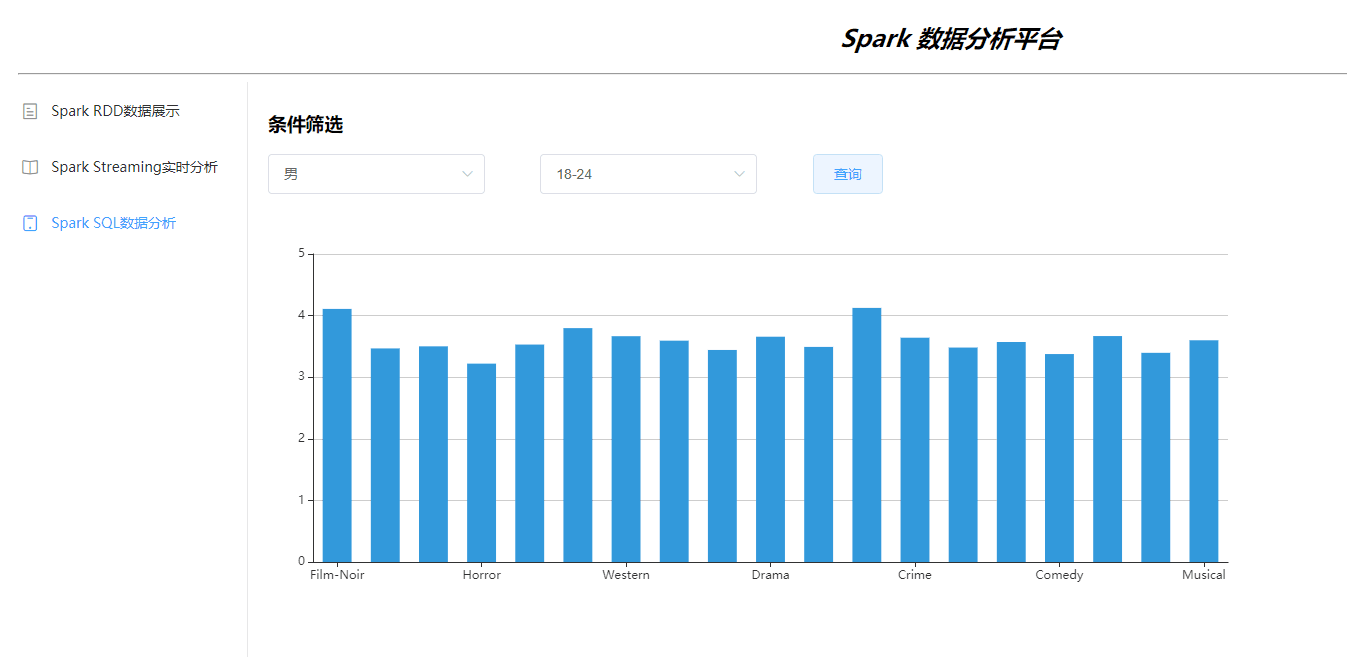 Spark 数据分析平台
Spark RDD数据展示
Spark Streaming实时分析
Spark SQL数据分析
条件筛选
男
18-24
查询
5
4
3
2
1
0
Film-Noir
Horror
Western
Drama
Crime
Comedy
Musical